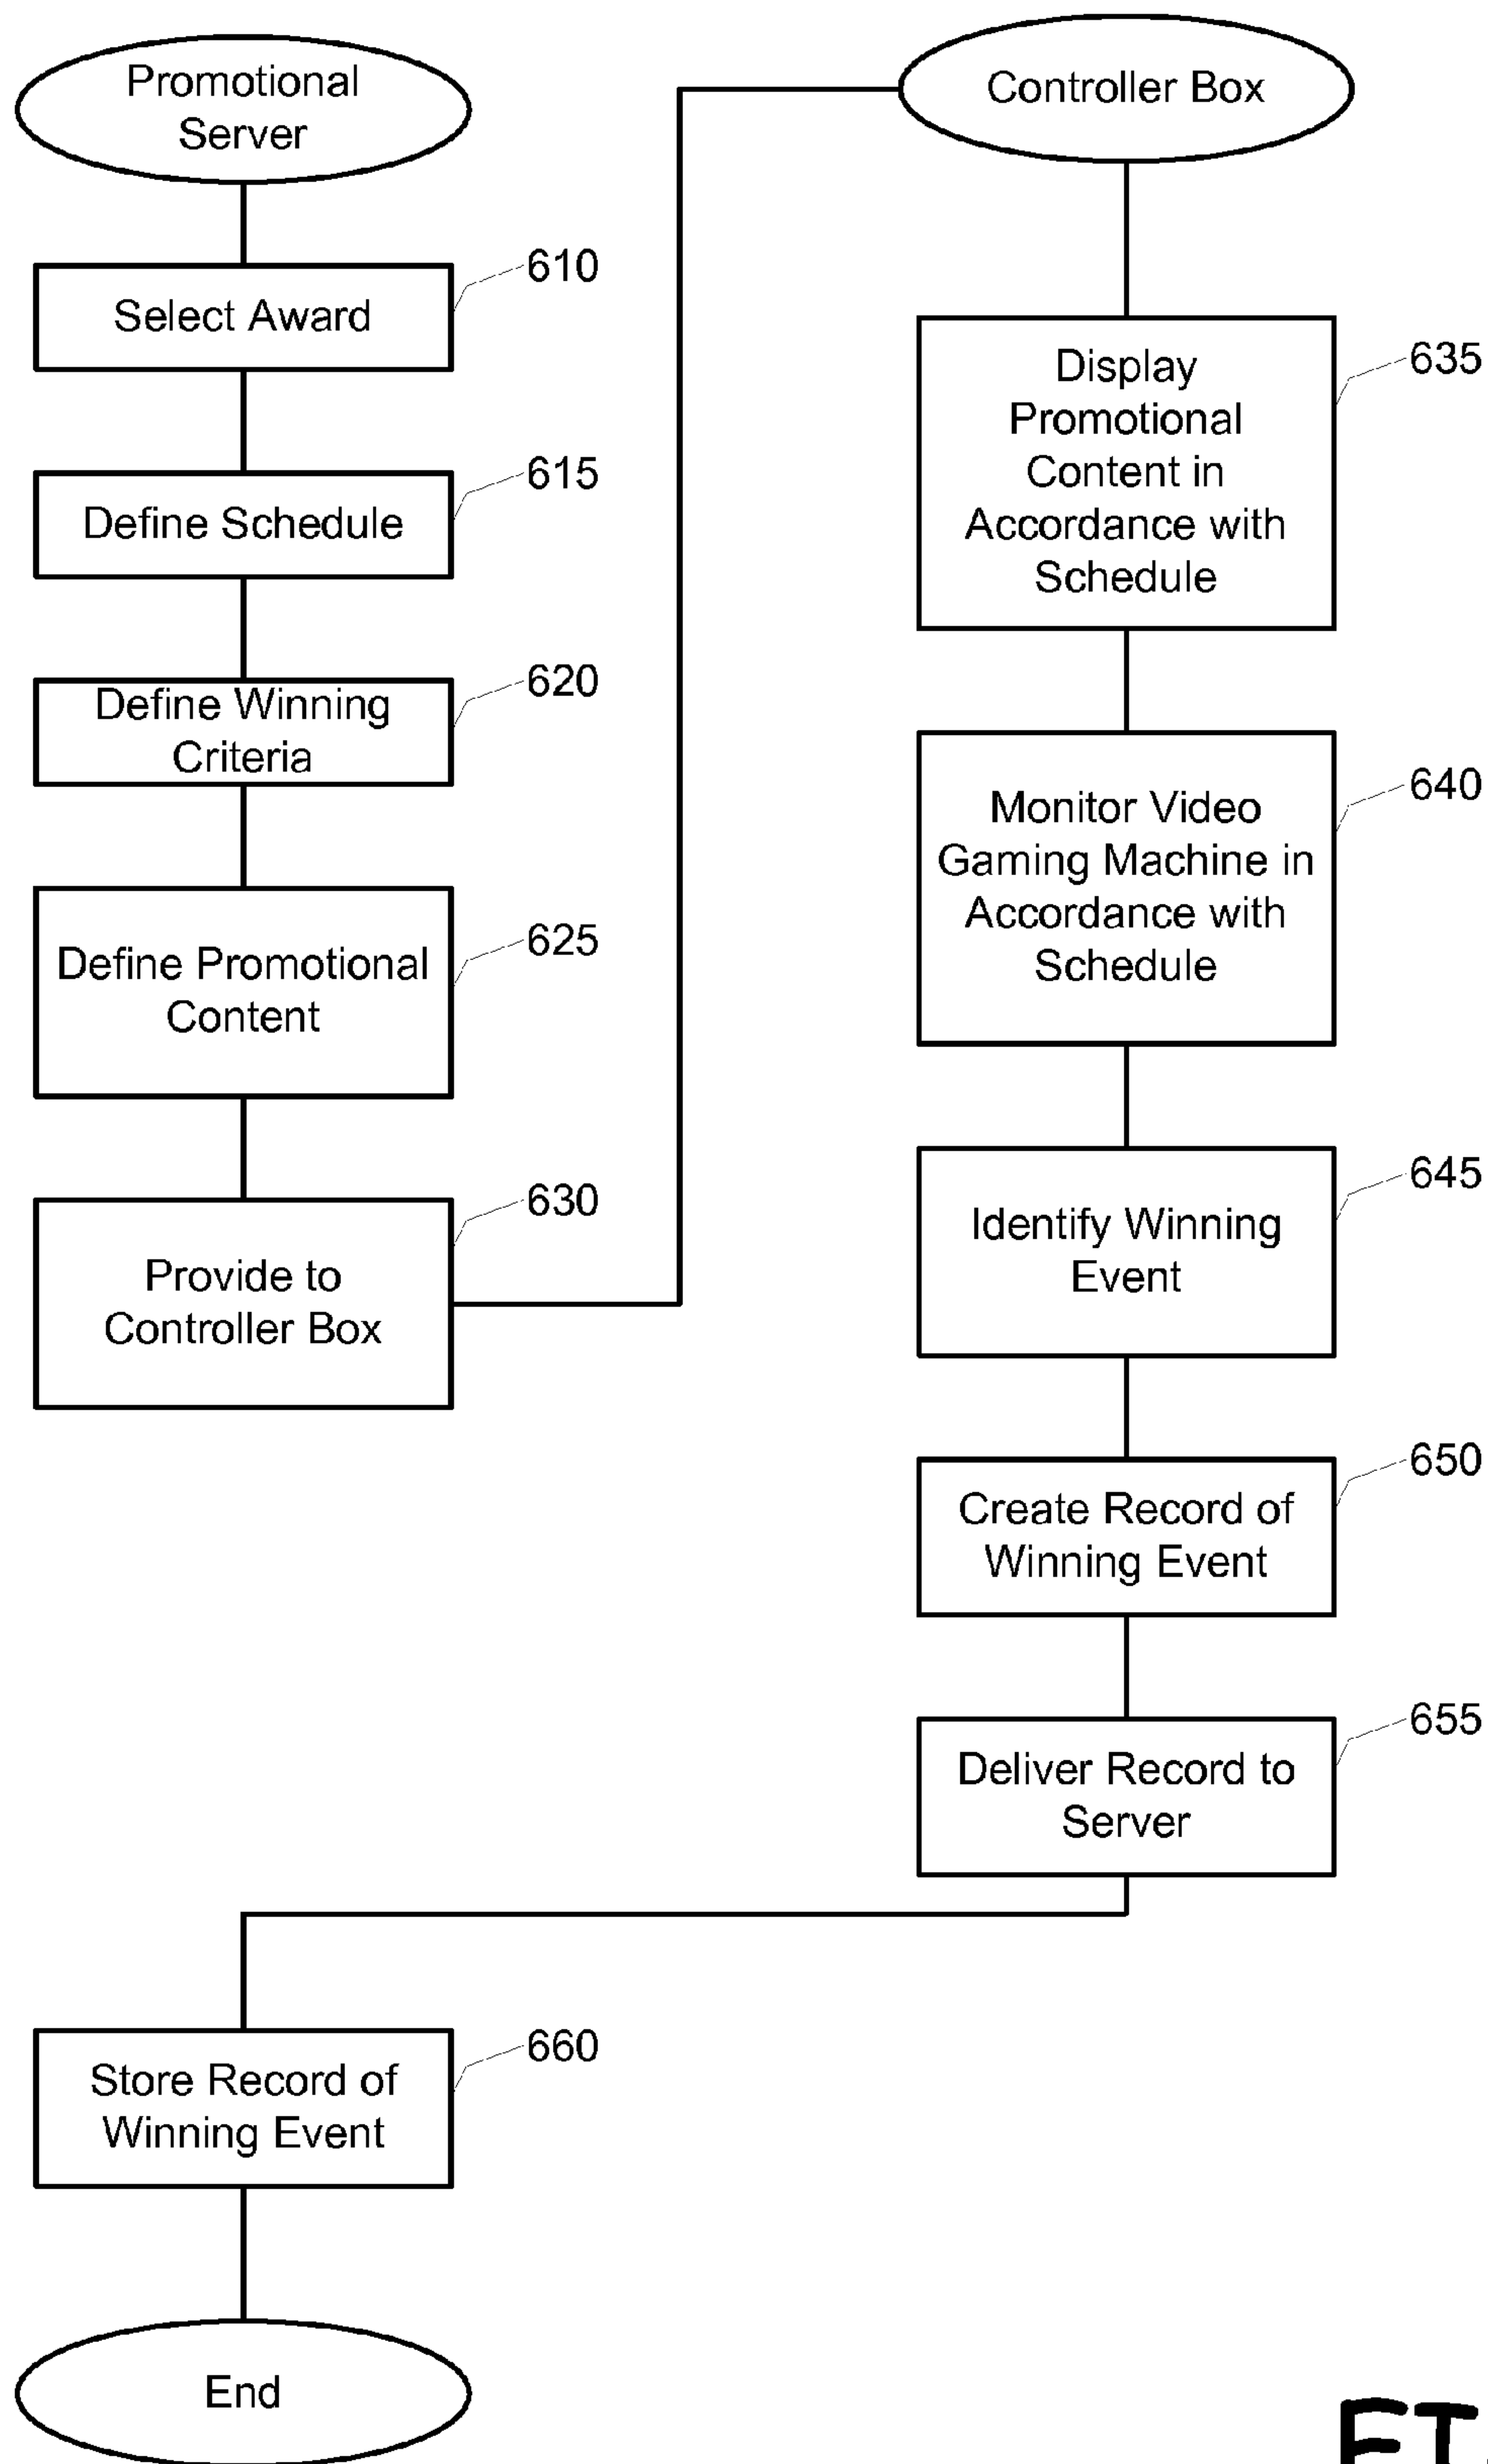 Promotional
Server
610
Select Award
615
Define Schedule
620
Define Winning
Criteria
625
Define Promotional
Content
630
Provide to
Controller Box
Controller Box
635
Display
Promotional
Content in
Accordance with
Schedule
640
Monitor Video
Gaming Machine in
Accordance with
Schedule
645
Identify Winning
Event
650
Create Record of
Winning Event
655
Deliver Record to
Server
660
Store Record of
Winning Event
End